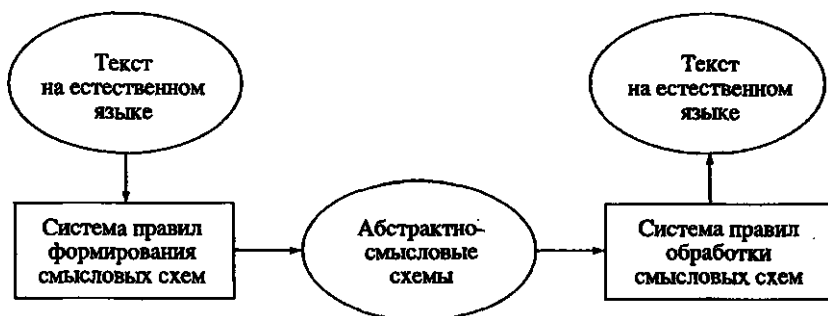 Текст
на естественном
языке
Текст
на естественном
языке
Система правил
формирования
смысловых схем
Абстрактно-
смысловые
схемы
Система правил
обработки
смысловых схем